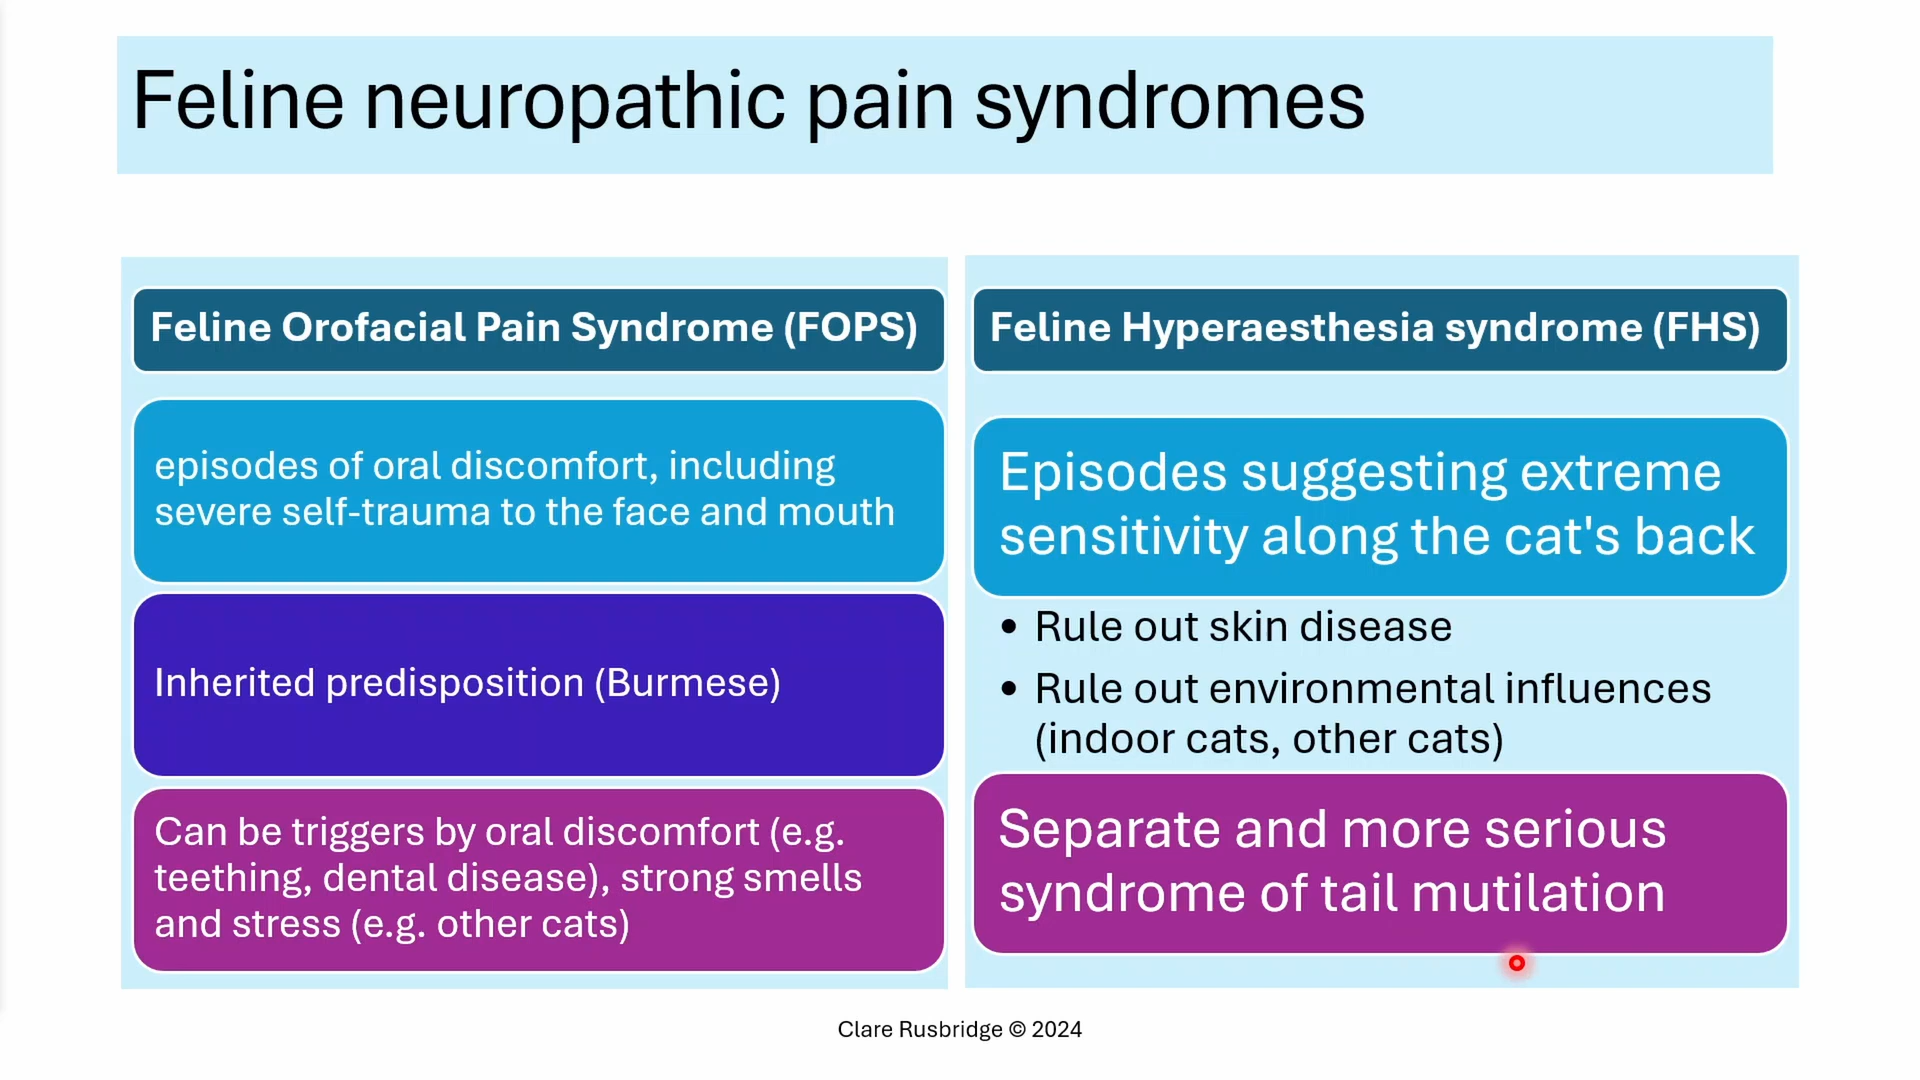 Feline neuropathic pain syndromes
Feline Orofacial Pain Syndrome (FOPS)
episodes of oral discomfort, including
severe self-trauma to the face and mouth
Inherited predisposition (Burmese)
Can be triggers by oral discomfort (e.g.
teething, dental disease), strong smells
and stress (e.g. other cats)
Feline Hyperaesthesia syndrome (FHS)
Episodes suggesting extreme
sensitivity along the cat's back
• Rule out skin disease
• Rule out environmental influences
(indoor cats, other cats)
Separate and more serious
syndrome of tail mutilation
Clare Rusbridge © 2024